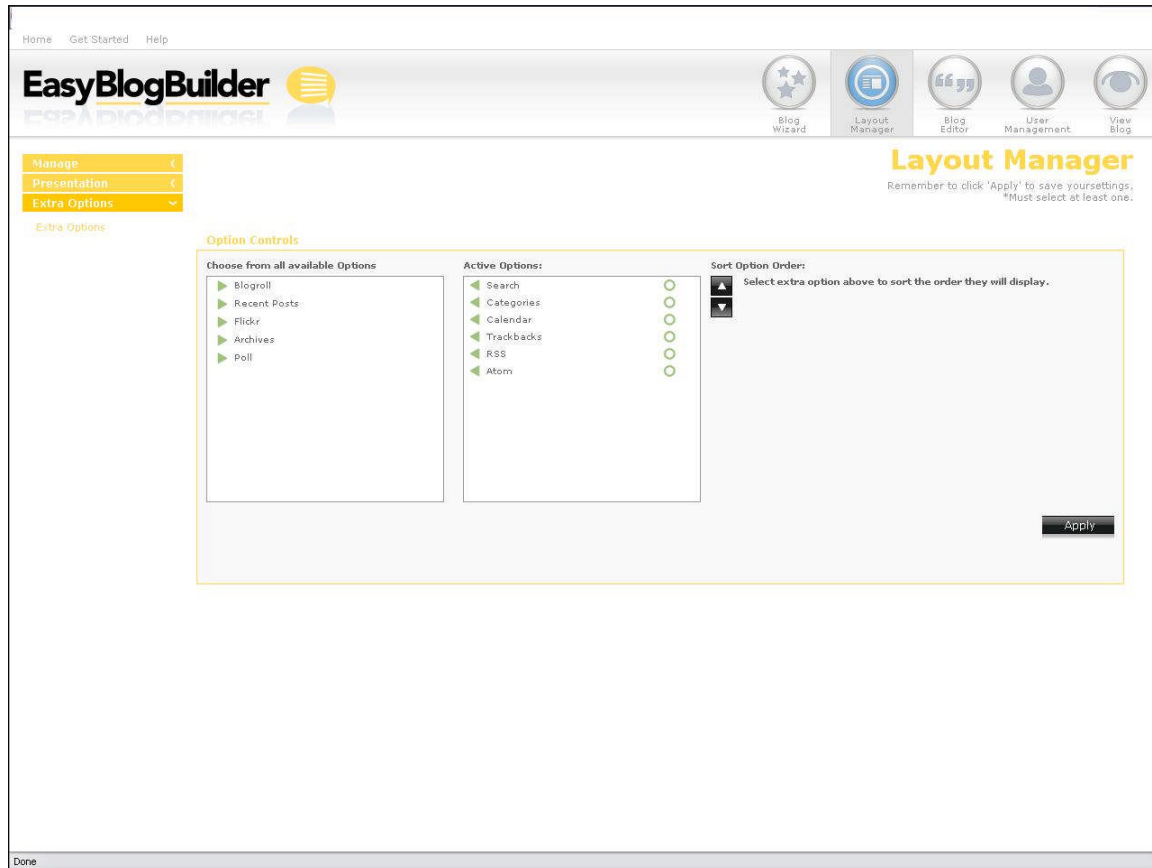 Home Get Started Help
EasyBlogBuilder
Blog Wizard
Layout Manager
Blog Editor
User Management
View Blog
Manage
Presentation
Extra Options
Extra Options
Layout Manager
Remember to click 'Apply' to save yoursettings.
*Must select at least one.
Option Controls
Choose from all available Options
Blogroll
Recent Posts
Flickr
Archives
Poll
Active Options:
Search
Categories
Calendar
Trackbacks
RSS
Atom
Sort Option Order:
Select extra option above to sort the order they will display.
Apply
Done